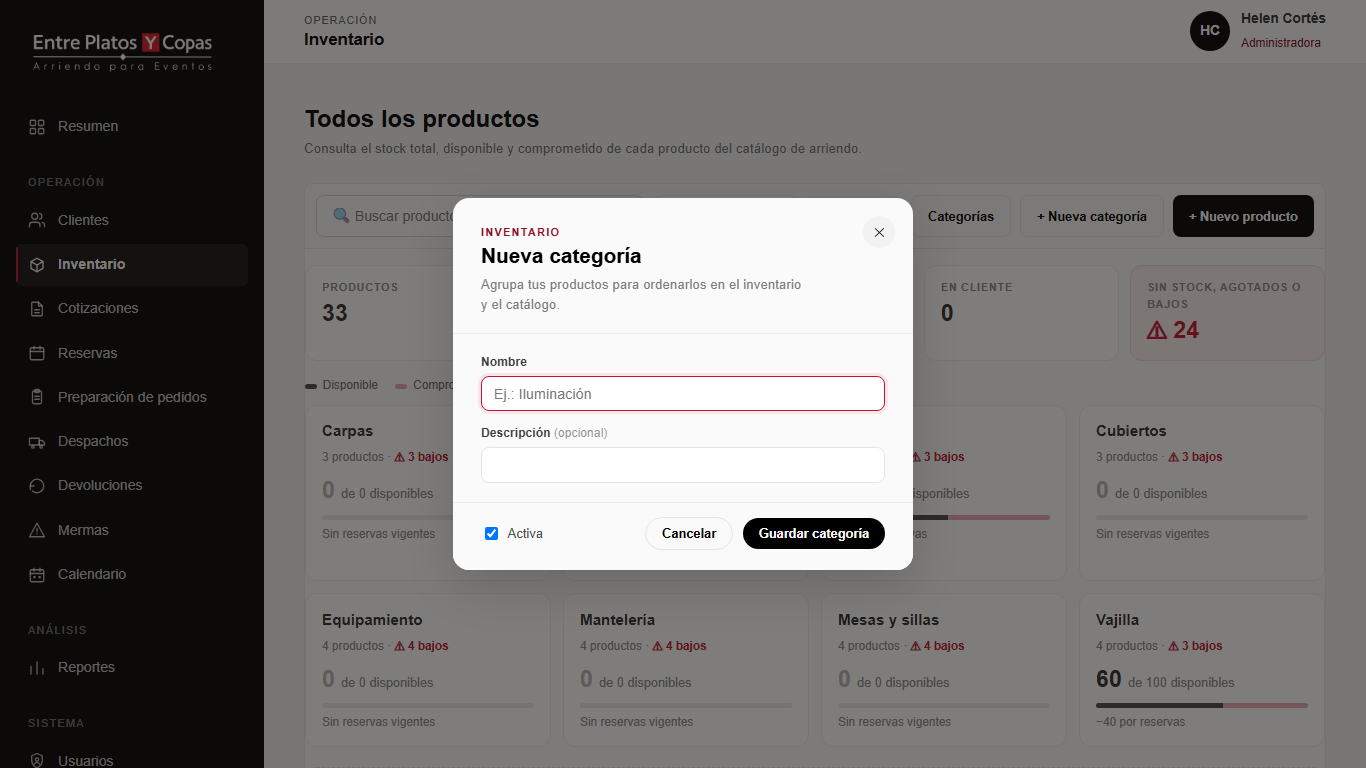 Entre Platos Y Copas
Arriendo para Eventos
Resumen
OPERACIÓN
Clientes
Inventario
Cotizaciones
Reservas
Preparación de pedidos
Despachos
Devoluciones
Mermas
Calendario
ANÁLISIS
Reportes
SISTEMA
Usuarios
OPERACIÓN
Inventario
HC
Helen Cortés
Administradora
Todos los productos
Consulta el stock total, disponible y comprometido de cada producto del catálogo de arriendo.
Buscar producto
Categorías
+ Nueva categoría
+ Nuevo producto
PRODUCTOS
33
EN CLIENTE
0
SIN STOCK, AGOTADOS O
BAJOS
⚠ 24
Disponible
INVENTARIO
Nueva categoría
Agrupa tus productos para ordenarlos en el inventario
y el catálogo.
Nombre
Ej.: Iluminación
Descripción (opcional)
Activa
Cancelar
Guardar categoría
Carpas
3 productos · ⚠ 3 bajos
0 de 0 disponibles
Sin reservas vigentes
⚠ 3 bajos
Cubiertos
3 productos · ⚠ 3 bajos
0 de 0 disponibles
Sin reservas vigentes
Equipamiento
4 productos · ⚠ 4 bajos
0 de 0 disponibles
Sin reservas vigentes
Mantelería
4 productos · ⚠ 4 bajos
0 de 0 disponibles
Sin reservas vigentes
Mesas y sillas
4 productos · ⚠ 4 bajos
0 de 0 disponibles
Sin reservas vigentes
Vajilla
4 productos · ⚠ 3 bajos
60 de 100 disponibles
−40 por reservas